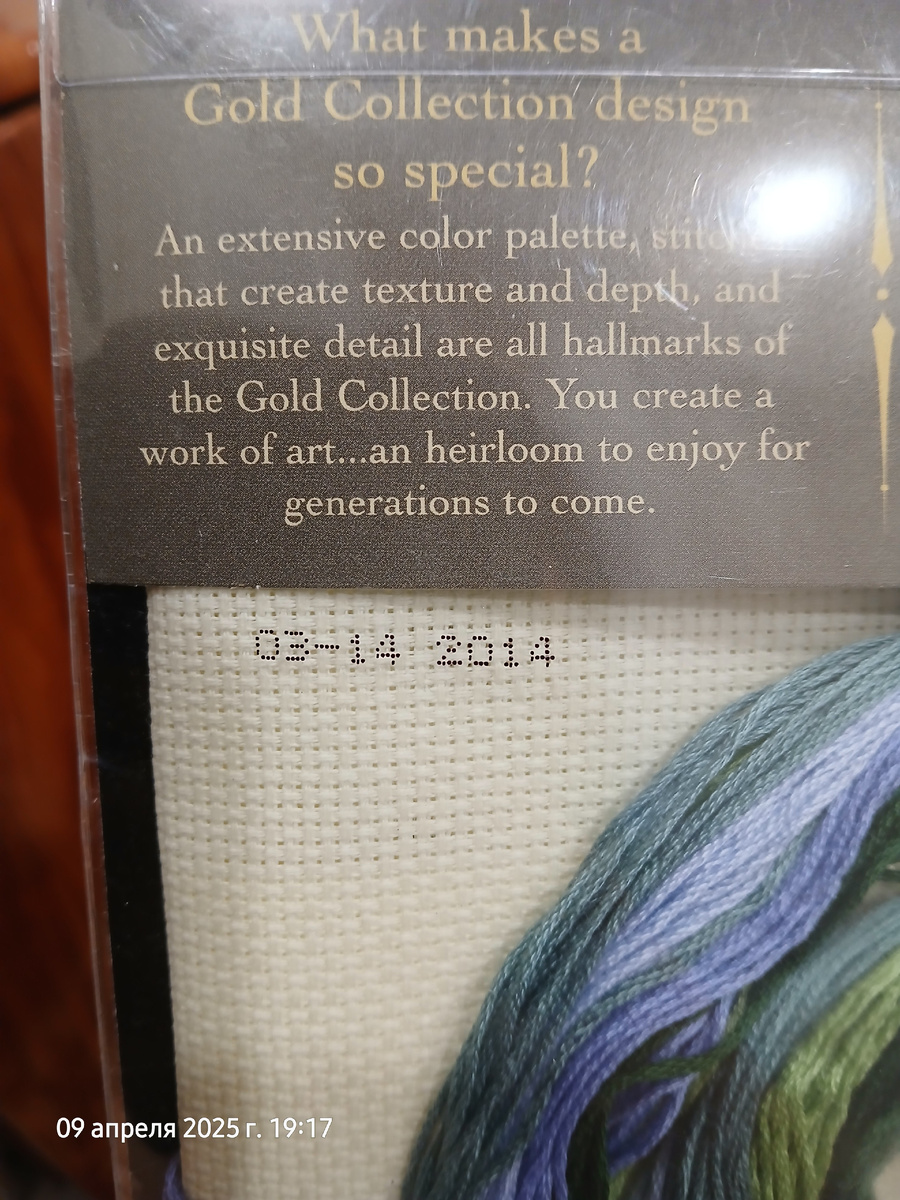 What makes a
Gold Collection design
so special?
An extensive color palette,
that create texture and depth, and
exquisite detail are all hallmarks of
the Gold Collection. You create a
work of art...an heirloom to enjoy for
generations to come.
03-14 2014
09 апреля 2025 г. 19:17